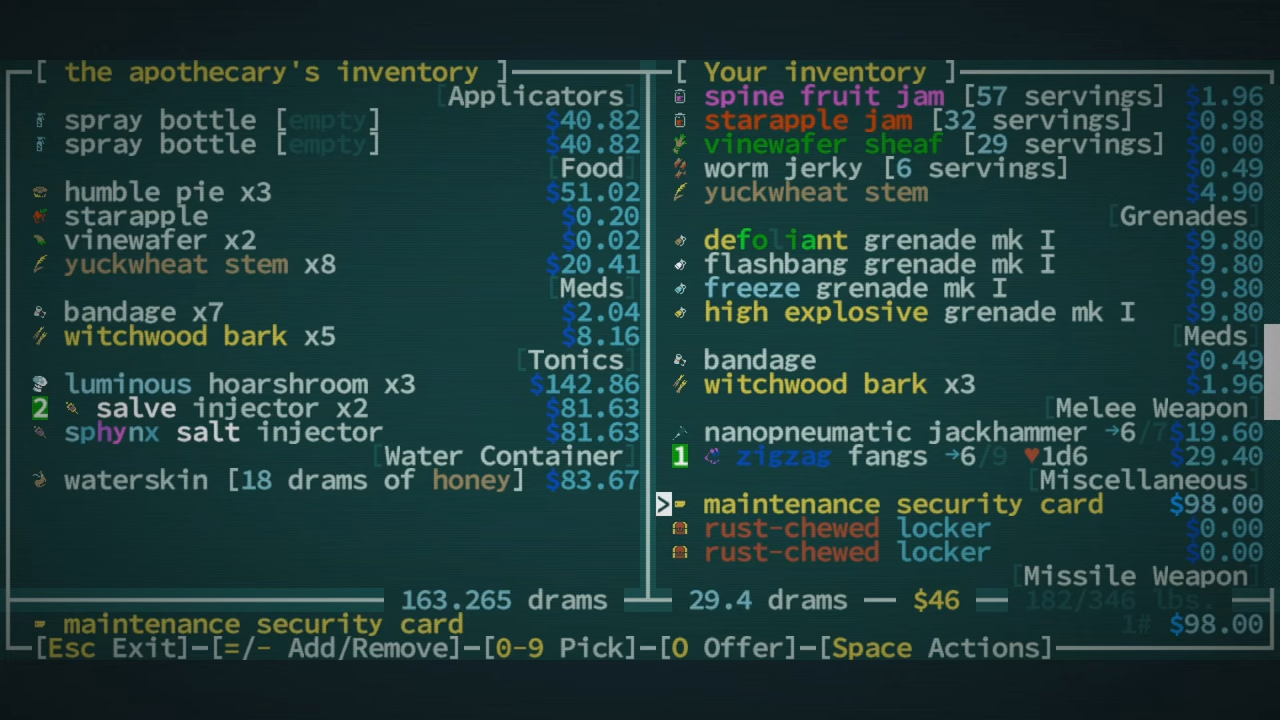 [ the apothecary's inventory ]
[Applicators]
spray bottle [empty] $40.82
spray bottle [empty] $40.82
[Food]
humble pie x3 $51.02
starapple $0.20
vinewafer x2 $0.02
yuckwheat stem x8 $20.41
[Meds]
bandage x7 $2.04
witchwood bark x5 $8.16
[Tonics]
luminous hoarshroom x3 $142.86
2 salve injector x2 $81.63
sphynx salt injector $81.63
[Water Container]
waterskin [18 drams of honey] $83.67
163.265 drams
[ Your inventory ]
spine fruit jam [57 servings] $1.96
starapple jam [32 servings] $0.98
vinewafer sheaf [29 servings] $0.00
worm jerky [6 servings] $0.49
yuckwheat stem $4.90
[Grenades]
defoliant grenade mk I $9.80
flashbang grenade mk I $9.80
freeze grenade mk I $9.80
high explosive grenade mk I $9.80
[Meds]
bandage $0.49
witchwood bark x3 $1.96
[Melee Weapon]
nanopneumatic jackhammer →6/7 $19.60
1 zigzag fangs →6/9 ♥1d6 $29.40
[Miscellaneous]
> maintenance security card $98.00
rust-chewed locker $0.00
rust-chewed locker $0.00
[Missile Weapon]
29.4 drams — $46 — 182/346 lbs.
maintenance security card 1# $98.00
[Esc Exit]—[=/- Add/Remove]—[0-9 Pick]—[O Offer]—[Space Actions]